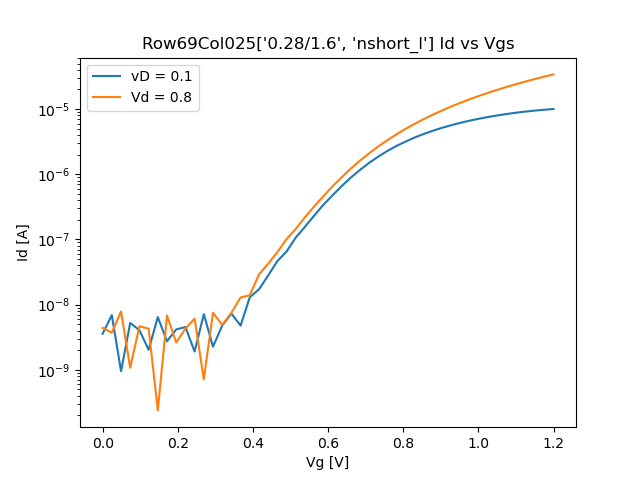 Row69Col025['0.28/1.6', 'nshort_l'] Id vs Vgs
vD = 0.1
Vd = 0.8
Id [A]
10⁻⁵
10⁻⁶
10⁻⁷
10⁻⁸
10⁻⁹
0.0 0.2 0.4 0.6 0.8 1.0 1.2
Vg [V]